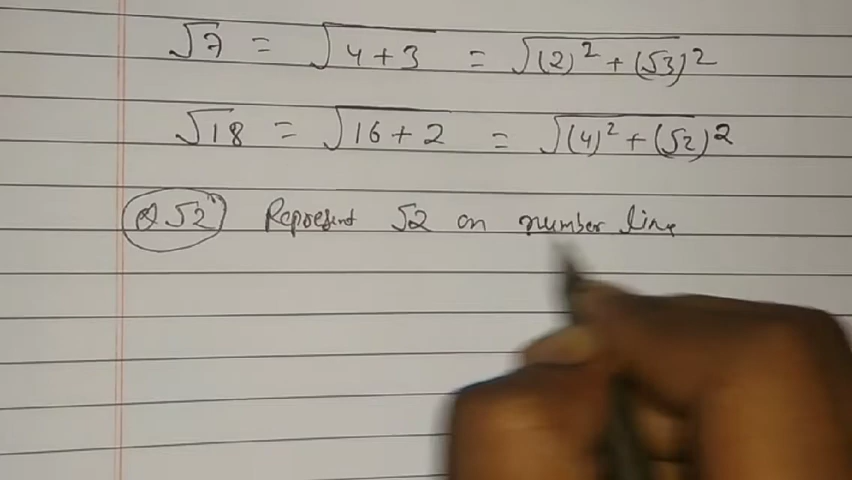 √7 = √4+3 = √(2)² + (√3)²
√18 = √16+2 = √(4)² + (√2)²
Q √2 Represent √2 on number line